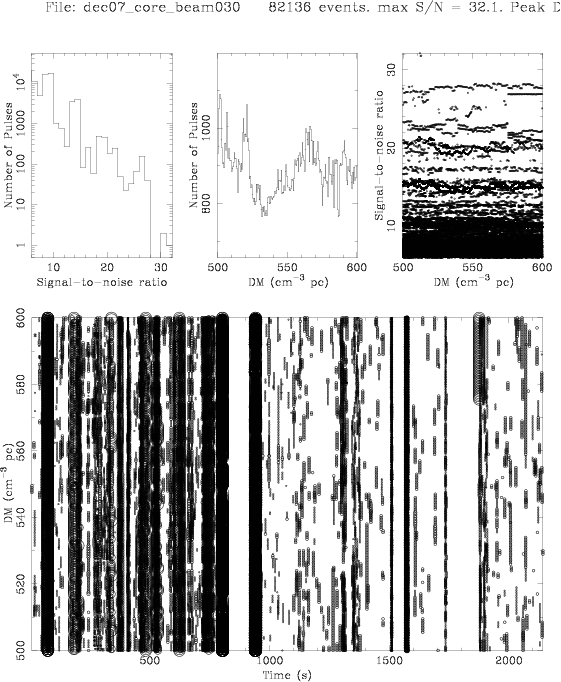 File: dec07_core_beam030 82136 events. max S/N = 32.1. Peak D
Number of Pulses
1 10 100 1000 10⁴
10 20 30
Signal-to-noise ratio
Number of Pulses
800 1000
500 550 600
DM (cm⁻³ pc)
Signal-to-noise ratio
10 20 30
500 550 600
DM (cm⁻³ pc)
DM (cm⁻³ pc)
500 520 540 560 580 600
500 1000 1500 2000
Time (s)